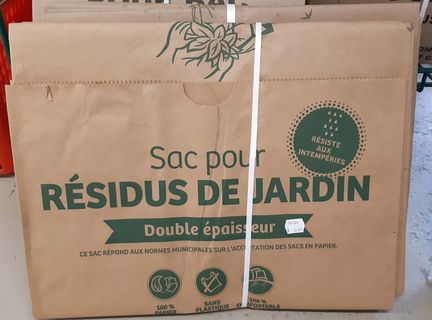 RÉSISTE
AUX
INTEMPÉRIES
Sac pour
RÉSIDUS DE JARDIN
Double épaisseur
CE SAC RÉPOND AUX NORMES MUNICIPALES SUR L'ACCEPTATION DES SACS EN PAPIER.
100 %
PAPIER
SANS
PLASTIQUE
100 %
COMPOSTABLE